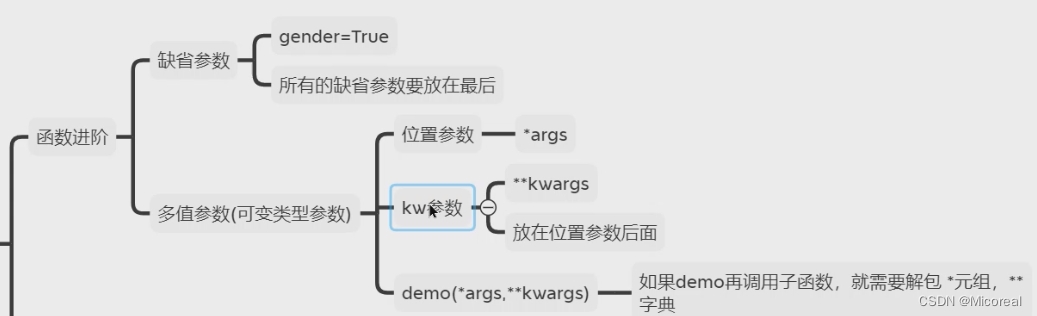 gender=True
缺省参数
所有的缺省参数要放在最后
函数进阶
位置参数
*args
**kwargs
多值参数(可变类型参数)
kw参数
放在位置参数后面
demo(*args,**kwargs)
如果demo再调用子函数，就需要解包 *元组，**
字典
CSDN @Micoreal